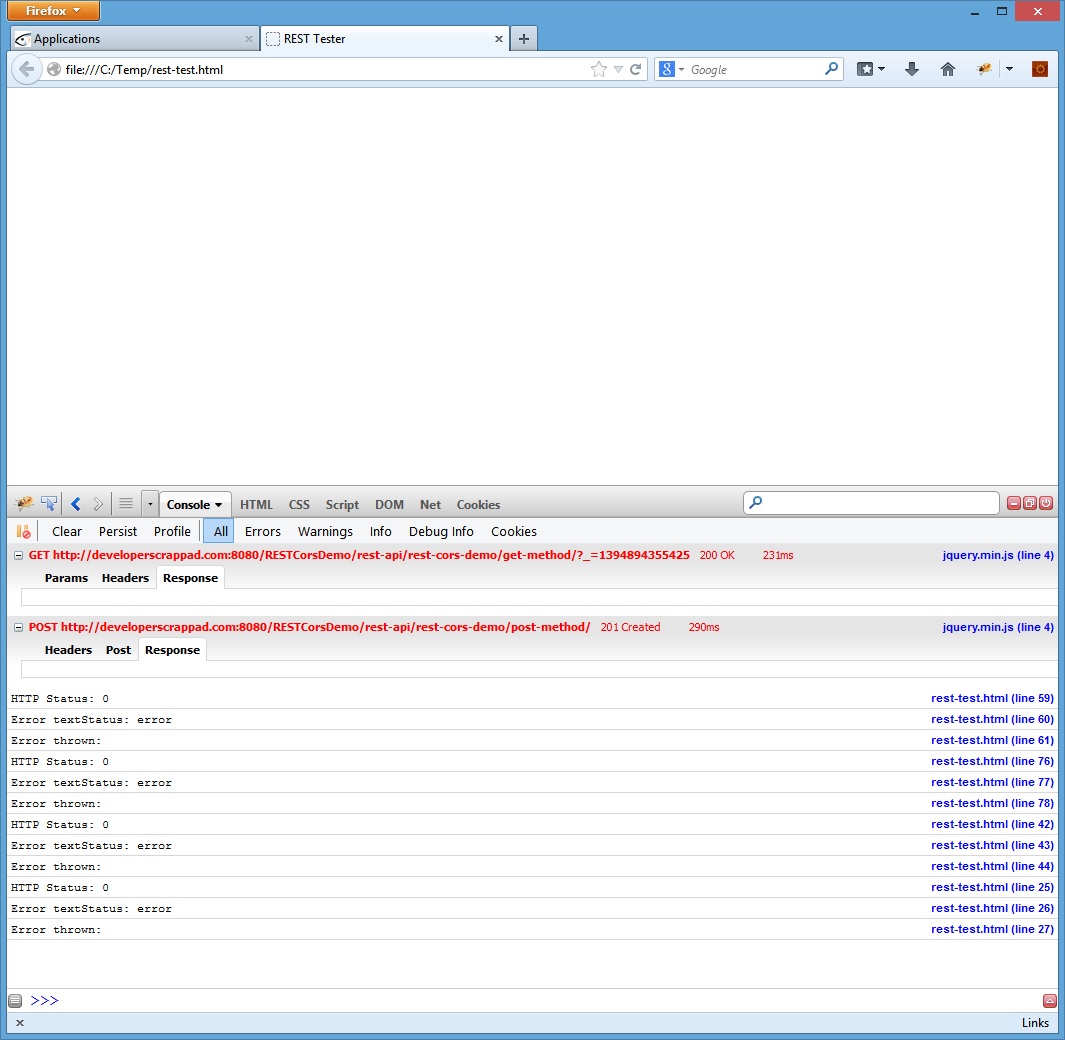 Firefox
Applications
REST Tester
file:///C:/Temp/rest-test.html
8
Google
Console
HTML
CSS
Script
DOM
Net
Cookies
Clear
Persist
Profile
All
Errors
Warnings
Info
Debug Info
Cookies
GET http://developerscrappad.com:8080/RESTCorsDemo/rest-api/rest-cors-demo/get-method/?_=1394894355425 200 OK 231ms jquery.min.js (line 4)
Params Headers Response
POST http://developerscrappad.com:8080/RESTCorsDemo/rest-api/rest-cors-demo/post-method/ 201 Created 290ms jquery.min.js (line 4)
Headers Post Response
HTTP Status: 0 rest-test.html (line 59)
Error textStatus: error rest-test.html (line 60)
Error thrown: rest-test.html (line 61)
HTTP Status: 0 rest-test.html (line 76)
Error textStatus: error rest-test.html (line 77)
Error thrown: rest-test.html (line 78)
HTTP Status: 0 rest-test.html (line 42)
Error textStatus: error rest-test.html (line 43)
Error thrown: rest-test.html (line 44)
HTTP Status: 0 rest-test.html (line 25)
Error textStatus: error rest-test.html (line 26)
Error thrown: rest-test.html (line 27)
>>>
Links